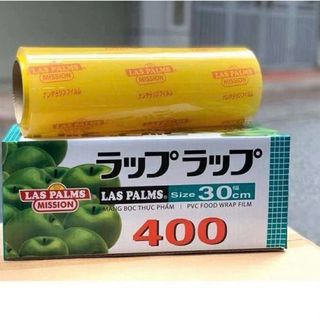 LAS PALMS
MISSION
LAS PALMS
MISSION
ラップ ラップ
LAS PALMS
MISSION
LAS PALMS® Size 30cm 幅
MÀNG BỌC THỰC PHẨM | PVC FOOD WRAP FILM
400